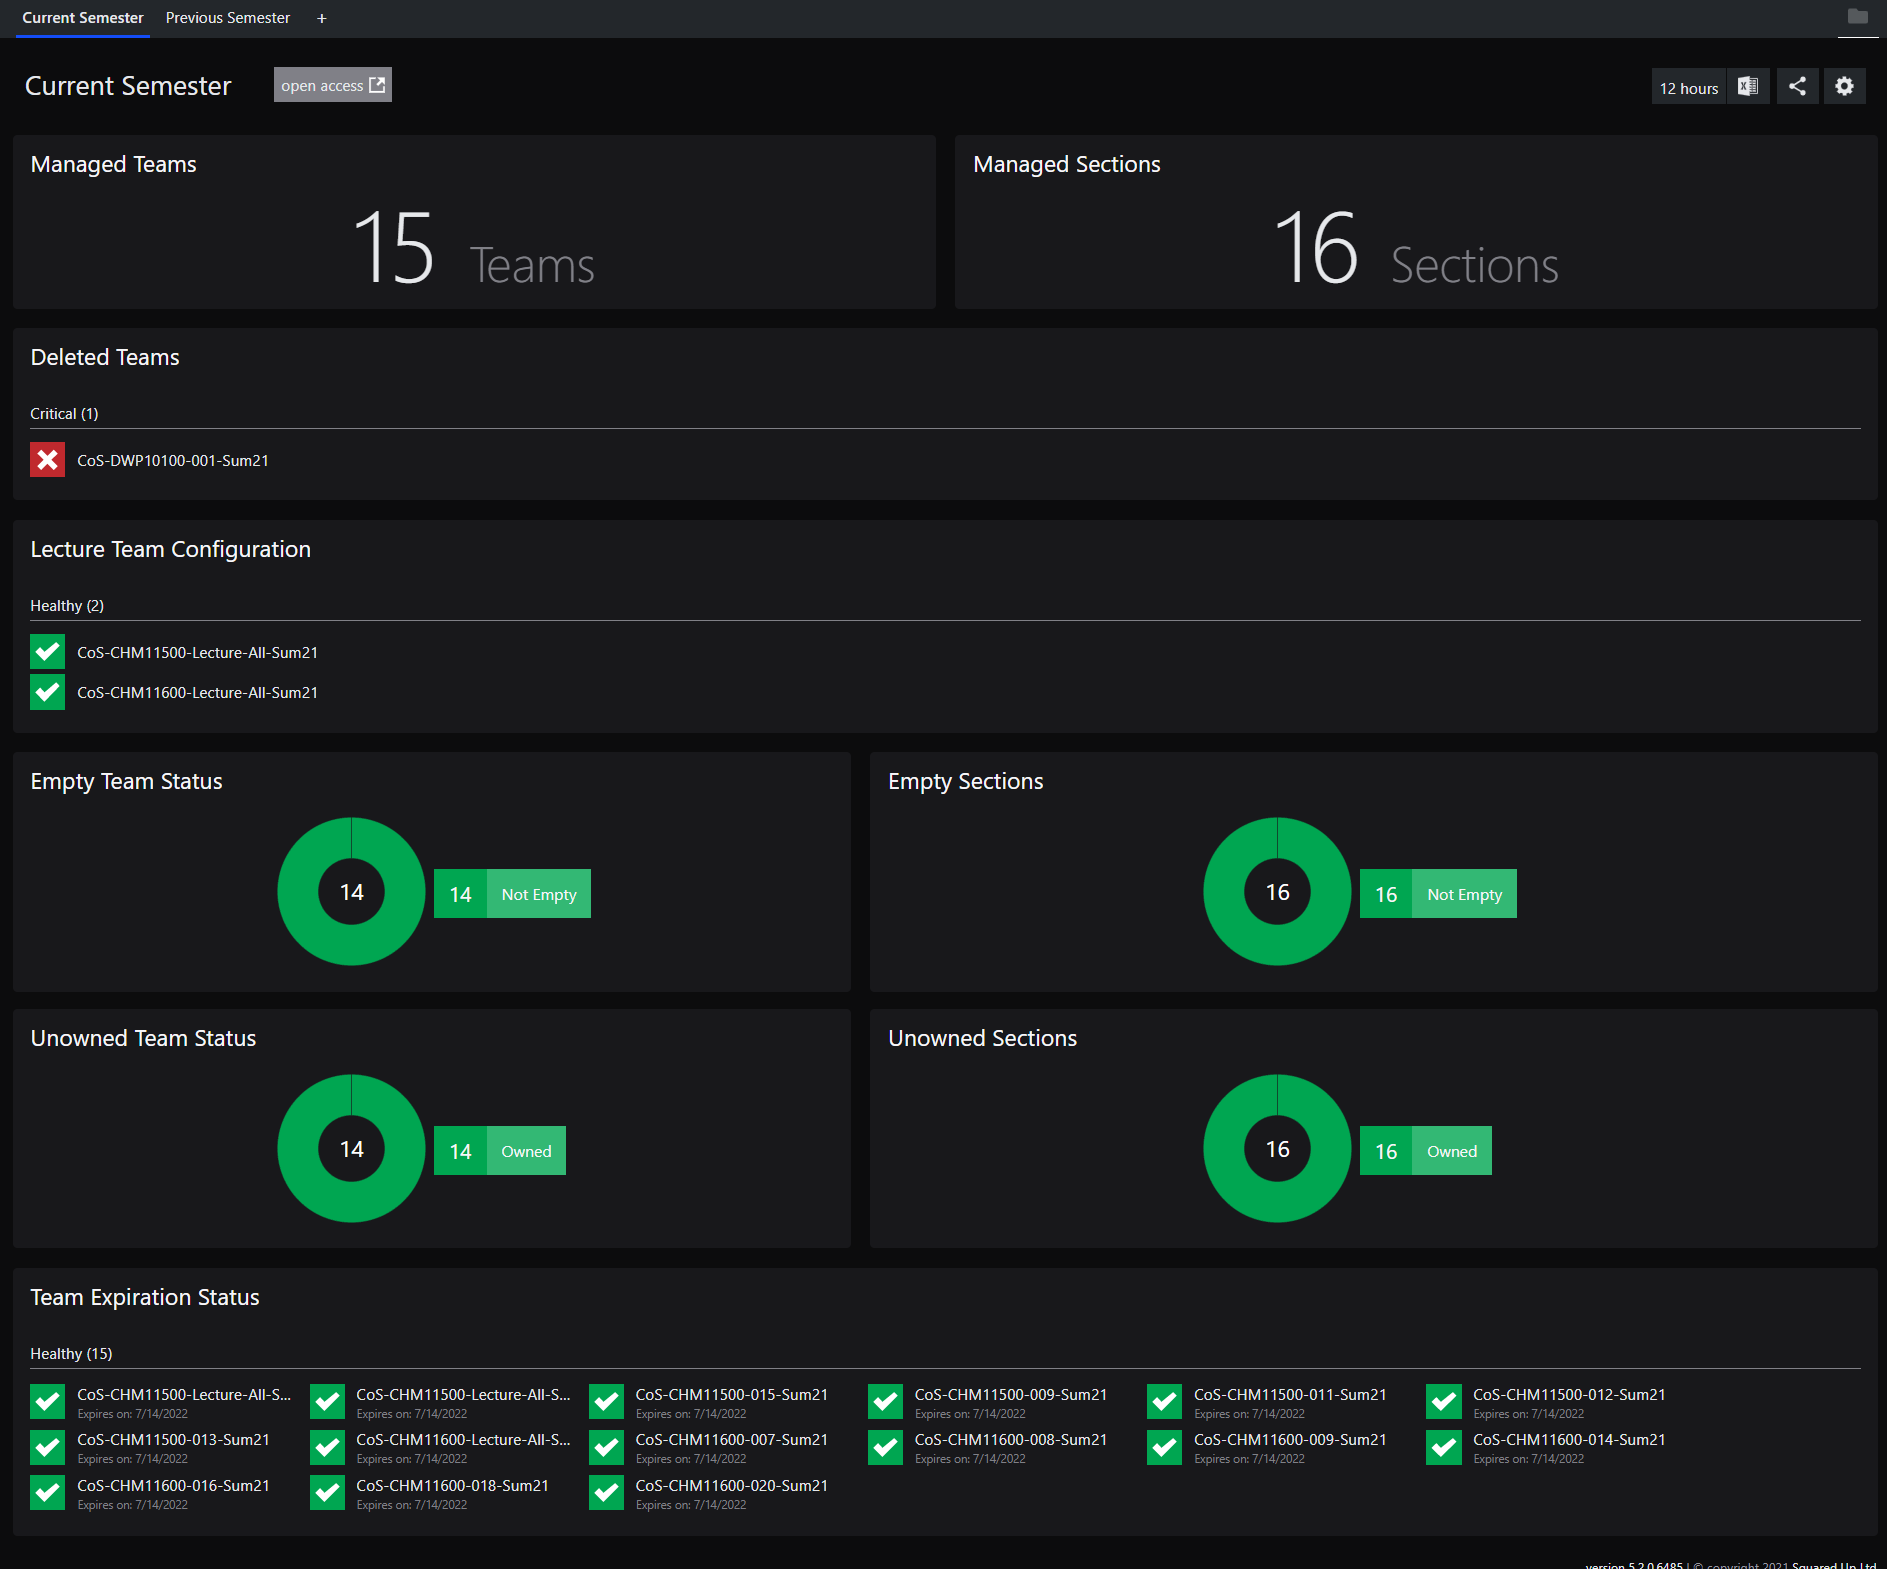 Current Semester Previous Semester +
Current Semester open access 12 hours
Managed Teams
15 Teams
Managed Sections
16 Sections
Deleted Teams
Critical (1)
CoS-DWP10100-001-Sum21
Lecture Team Configuration
Healthy (2)
CoS-CHM11500-Lecture-All-Sum21
CoS-CHM11600-Lecture-All-Sum21
Empty Team Status
14 14 Not Empty
Empty Sections
16 16 Not Empty
Unowned Team Status
14 14 Owned
Unowned Sections
16 16 Owned
Team Expiration Status
Healthy (15)
CoS-CHM11500-Lecture-All-S... CoS-CHM11500-Lecture-All-S... CoS-CHM11500-015-Sum21 CoS-CHM11500-009-Sum21 CoS-CHM11500-011-Sum21 CoS-CHM11500-012-Sum21
Expires on: 7/14/2022 Expires on: 7/14/2022 Expires on: 7/14/2022 Expires on: 7/14/2022 Expires on: 7/14/2022 Expires on: 7/14/2022
CoS-CHM11500-013-Sum21 CoS-CHM11600-Lecture-All-S... CoS-CHM11600-007-Sum21 CoS-CHM11600-008-Sum21 CoS-CHM11600-009-Sum21 CoS-CHM11600-014-Sum21
Expires on: 7/14/2022 Expires on: 7/14/2022 Expires on: 7/14/2022 Expires on: 7/14/2022 Expires on: 7/14/2022 Expires on: 7/14/2022
CoS-CHM11600-016-Sum21 CoS-CHM11600-018-Sum21 CoS-CHM11600-020-Sum21
Expires on: 7/14/2022 Expires on: 7/14/2022 Expires on: 7/14/2022
version 5.2.0.6485 | © copyright 2021 Squared Up Ltd